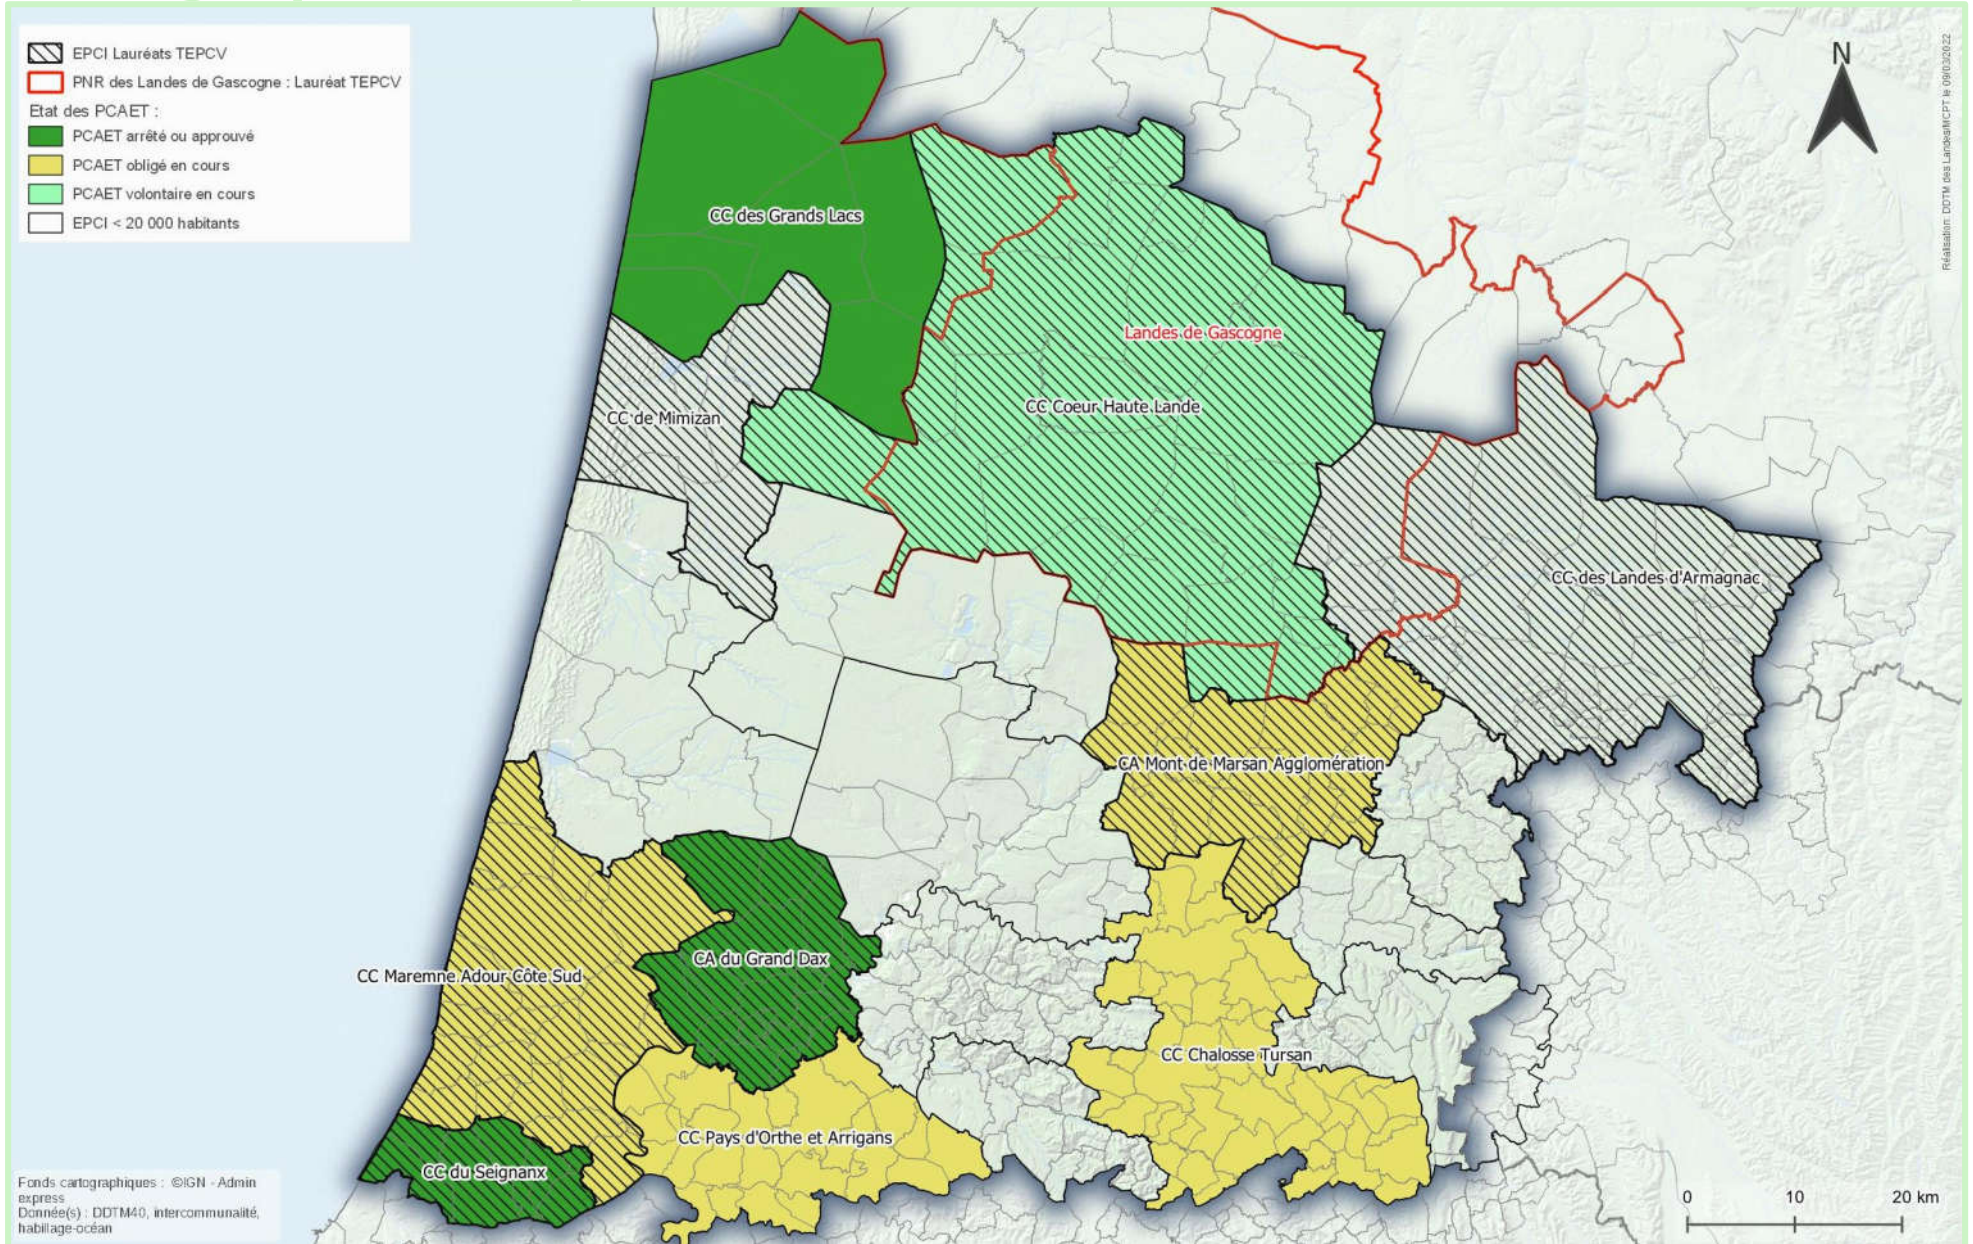 EPCI Lauréats TEPCV
PNR des Landes de Gascogne : Lauréat TEPCV
Etat des PCAET :
PCAET arrêté ou approuvé
PCAET obligé en cours
PCAET volontaire en cours
EPCI < 20 000 habitants
N
Réalisation: DDTM des Landes/MCPT le 09/03/2022
CC des Grands Lacs
Landes de Gascogne
CC Coeur Haute Lande
CC de Mimizan
CC des Landes d'Armagnac
CA Mont de Marsan Agglomération
CA du Grand Dax
CC Maremne Adour Côte Sud
CC Chalosse Tursan
CC Pays d'Orthe et Arrigans
CC du Seignanx
Fonds cartographiques : ©IGN - Admin
express
Donnée(s) : DDTM40, intercommunalité,
habillage-océan
0 10 20 km